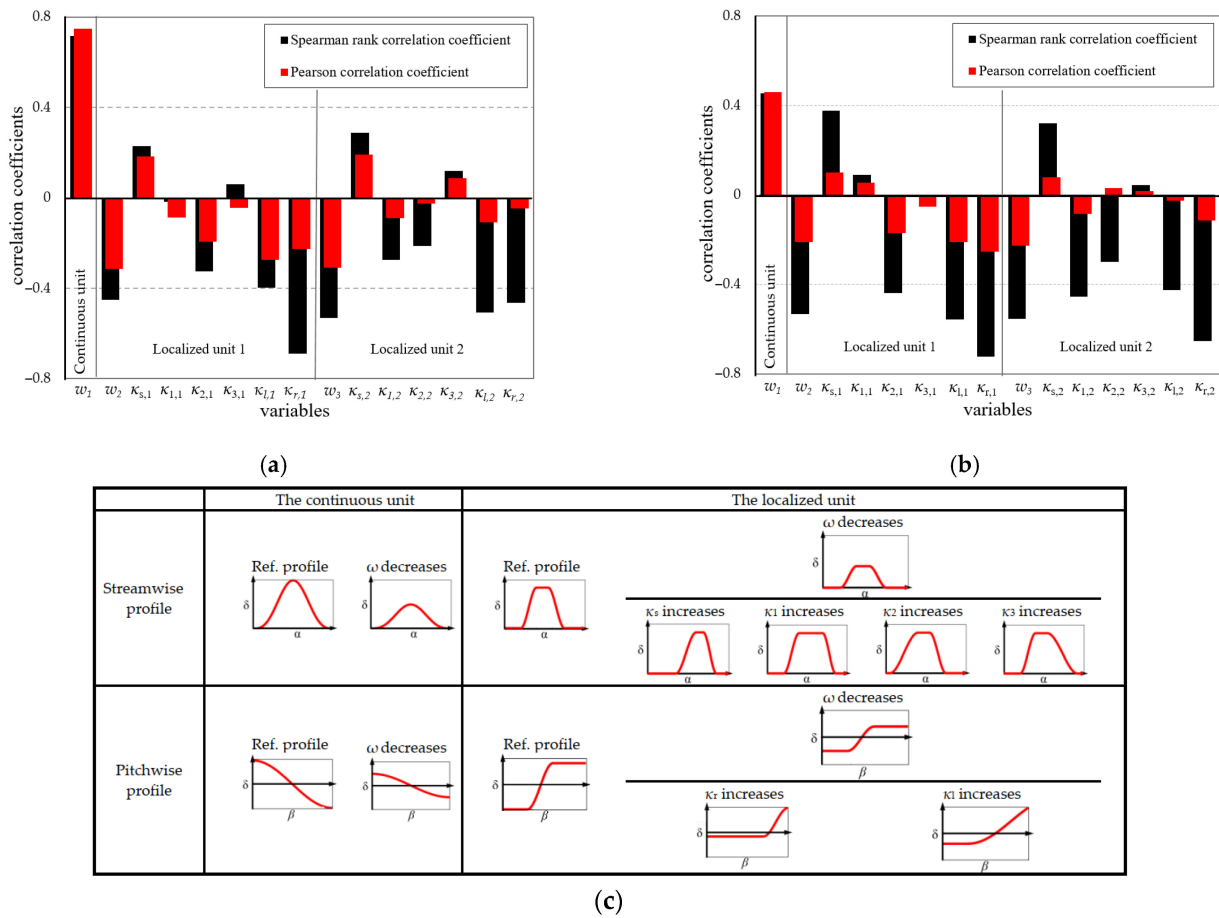 0.8
0.4
0
−0.4
−0.8
correlation coefficients
Spearman rank correlation coefficient
Pearson correlation coefficient
Continuous unit
Localized unit 1
Localized unit 2
w1 w2 κs,1 κ1,1 κ2,1 κ3,1 κl,1 κr,1 w3 κs,2 κ1,2 κ2,2 κ3,2 κl,2 κr,2
variables
(a)
0.8
0.4
0
−0.4
−0.8
correlation coefficients
Spearman rank correlation coefficient
Pearson correlation coefficient
Continuous unit
Localized unit 1
Localized unit 2
w1 w2 κs,1 κ1,1 κ2,1 κ3,1 κl,1 κr,1 w3 κs,2 κ1,2 κ2,2 κ3,2 κl,2 κr,2
variables
(b)
The continuous unit The localized unit
Streamwise
profile
Ref. profile
δ
α
ω decreases
δ
α
Ref. profile
δ
α
ω decreases
δ
α
κs increases
δ
α
κ1 increases
δ
α
κ2 increases
δ
α
κ3 increases
δ
α
Pitchwise
profile
Ref. profile
δ
β
ω decreases
δ
β
Ref. profile
δ
β
ω decreases
δ
β
κr increases
δ
β
κl increases
δ
β
(c)